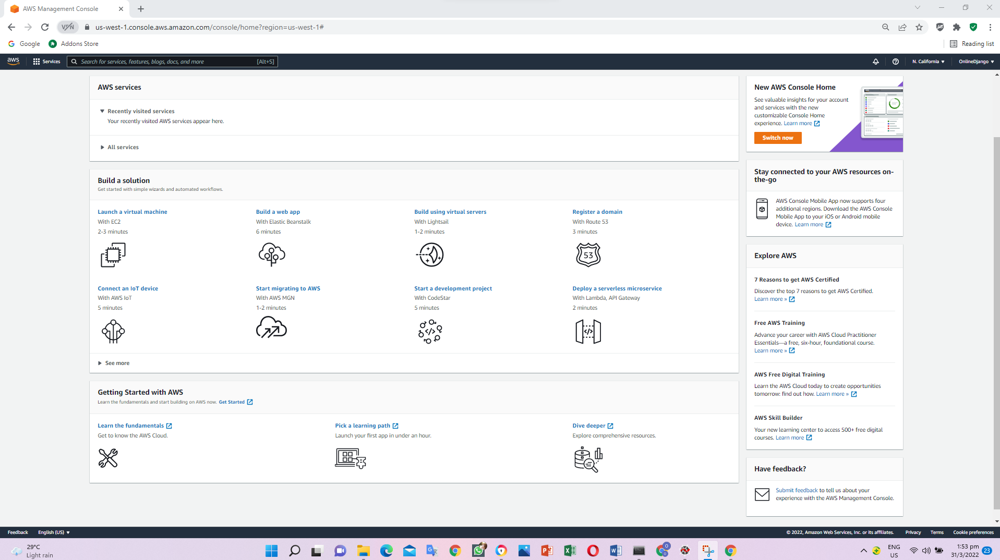 AWS Management Console
VPN
us-west-1.console.aws.amazon.com/console/home?region=us-west-1#
Google
Addons Store
Reading list
aws
Services
Search for services, features, blogs, docs, and more
[Alt+S]
N. California
OnlineDjango
AWS services
Recently visited services
Your recently visited AWS services appear here.
All services
Build a solution
Get started with simple wizards and automated workflows.
Launch a virtual machine
With EC2
2-3 minutes
Build a web app
With Elastic Beanstalk
6 minutes
Build using virtual servers
With Lightsail
1-2 minutes
Register a domain
With Route 53
3 minutes
53
Connect an IoT device
With AWS IoT
5 minutes
Start migrating to AWS
With AWS MGN
1-2 minutes
Start a development project
With CodeStar
5 minutes
Deploy a serverless microservice
With Lambda, API Gateway
2 minutes
See more
Getting Started with AWS
Learn the fundamentals and start building on AWS now. Get Started
Learn the fundamentals
Get to know the AWS Cloud.
Pick a learning path
Launch your first app in under an hour.
Dive deeper
Explore comprehensive resources.
New AWS Console Home
See valuable insights for your account
and services with the new
customizable Console Home
experience. Learn more
Switch now
Stay connected to your AWS resources on-
the-go
AWS Console Mobile App now supports four
additional regions. Download the AWS Console
Mobile App to your iOS or Android mobile
device. Learn more
Explore AWS
7 Reasons to get AWS Certified
Discover the top 7 reasons to get AWS Certified.
Learn more »
Free AWS Training
Advance your career with AWS Cloud Practitioner
Essentials—a free, six-hour, foundational course.
Learn more »
AWS Free Digital Training
Learn the AWS Cloud today to create opportunities
tomorrow: find out how. Learn more »
AWS Skill Builder
Your new learning center to access 500+ free digital
courses. Learn more
Have feedback?
Submit feedback to tell us about your
experience with the AWS Management Console.
Feedback
English (US)
© 2022, Amazon Web Services, Inc. or its affiliates.
Privacy
Terms
Cookie preferences
29°C
Light rain
ENG
US
1:53 pm
31/3/2022
23